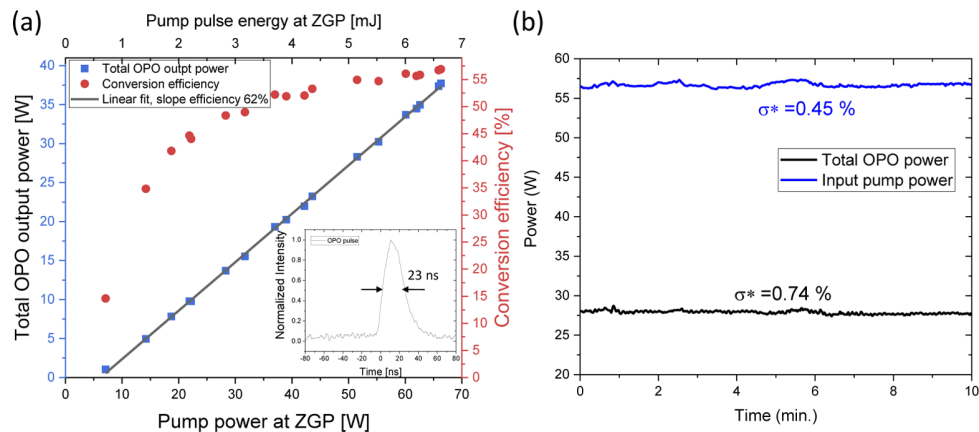 (a)
Pump pulse energy at ZGP [mJ]
0 1 2 3 4 5 6 7
Total OPO outpt power
Conversion efficiency
Linear fit, slope efficiency 62%
40
35
30
25
20
15
10
5
0
Total OPO output power [W]
55
50
45
40
35
30
25
20
15
10
5
0
Conversion efficiency [%]
OPO pulse
23 ns
1.0
0.8
0.6
0.4
0.2
0.0
Normalized Intensity
-80 -60 -40 -20 0 20 40 60 80
Time [ns]
0 10 20 30 40 50 60 70
Pump power at ZGP [W]
(b)
60
55
50
45
40
35
30
25
20
Power (W)
σ* =0.45 %
Total OPO power
Input pump power
σ* =0.74 %
0 2 4 6 8 10
Time (min.)